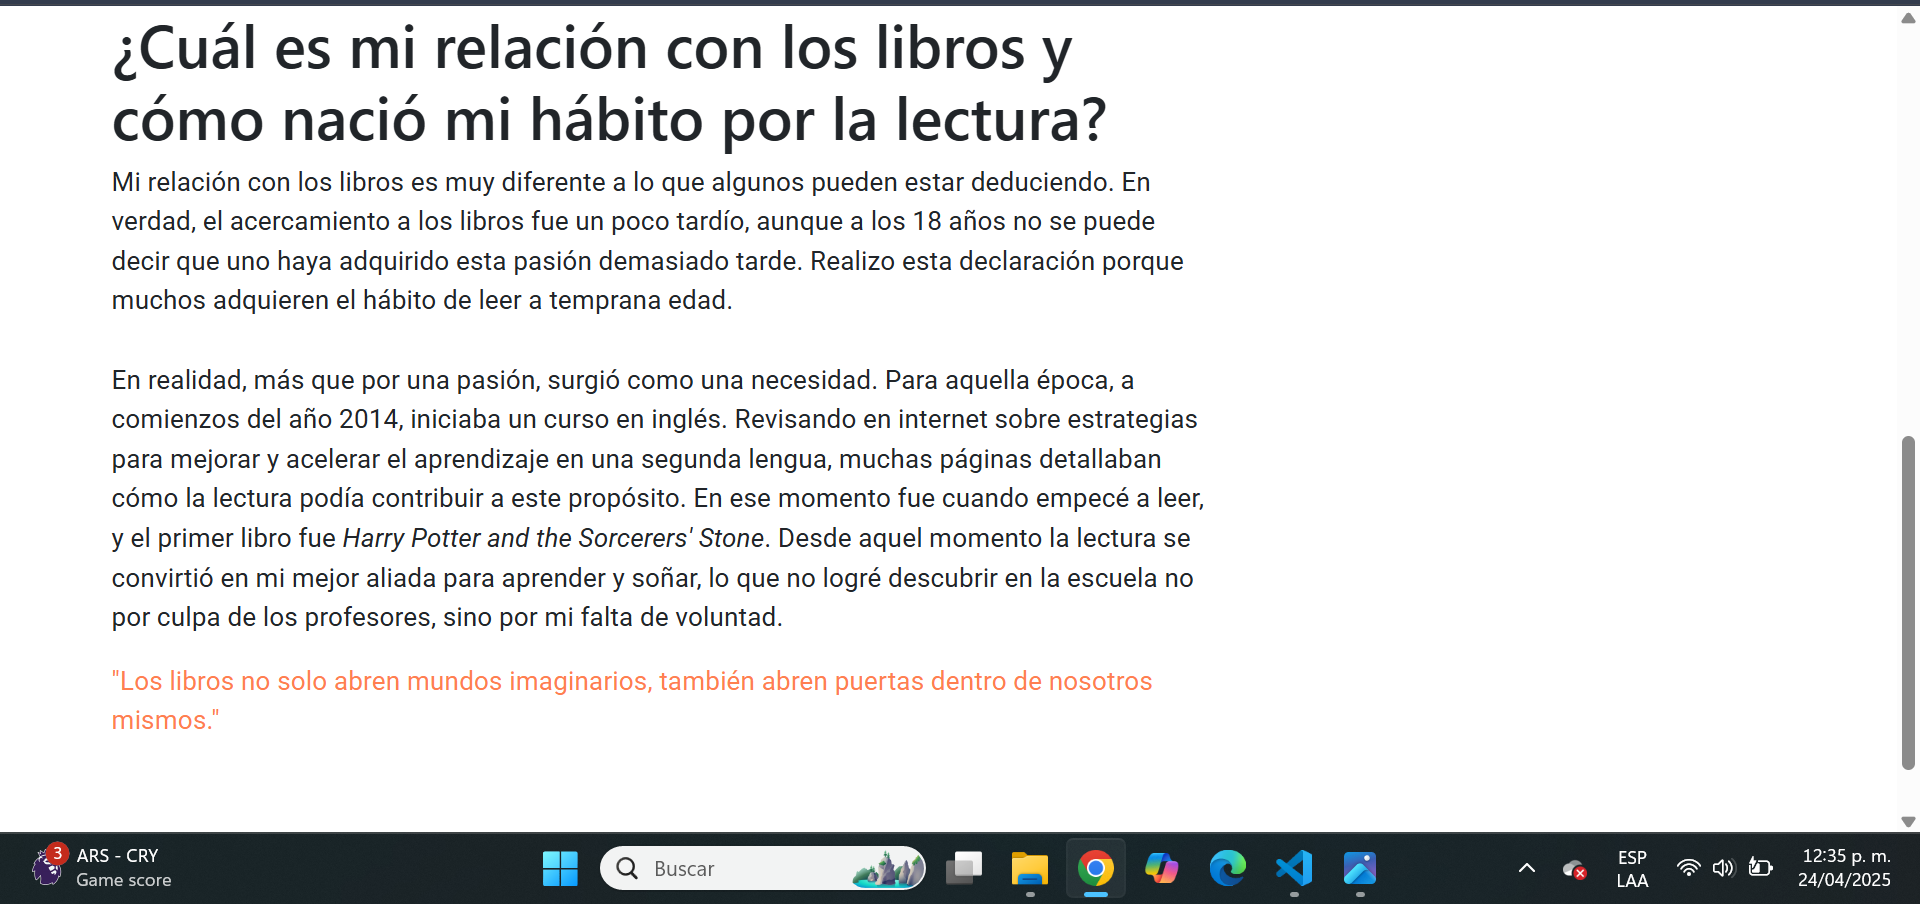 ¿Cuál es mi relación con los libros y
cómo nació mi hábito por la lectura?
Mi relación con los libros es muy diferente a lo que algunos pueden estar deduciendo. En
verdad, el acercamiento a los libros fue un poco tardío, aunque a los 18 años no se puede
decir que uno haya adquirido esta pasión demasiado tarde. Realizo esta declaración porque
muchos adquieren el hábito de leer a temprana edad.
En realidad, más que por una pasión, surgió como una necesidad. Para aquella época, a
comienzos del año 2014, iniciaba un curso en inglés. Revisando en internet sobre estrategias
para mejorar y acelerar el aprendizaje en una segunda lengua, muchas páginas detallaban
cómo la lectura podía contribuir a este propósito. En ese momento fue cuando empecé a leer,
y el primer libro fue Harry Potter and the Sorcerers' Stone. Desde aquel momento la lectura se
convirtió en mi mejor aliada para aprender y soñar, lo que no logré descubrir en la escuela no
por culpa de los profesores, sino por mi falta de voluntad.
"Los libros no solo abren mundos imaginarios, también abren puertas dentro de nosotros
mismos."
3
ARS - CRY
Game score
Buscar
ESP
LAA
12:35 p. m.
24/04/2025